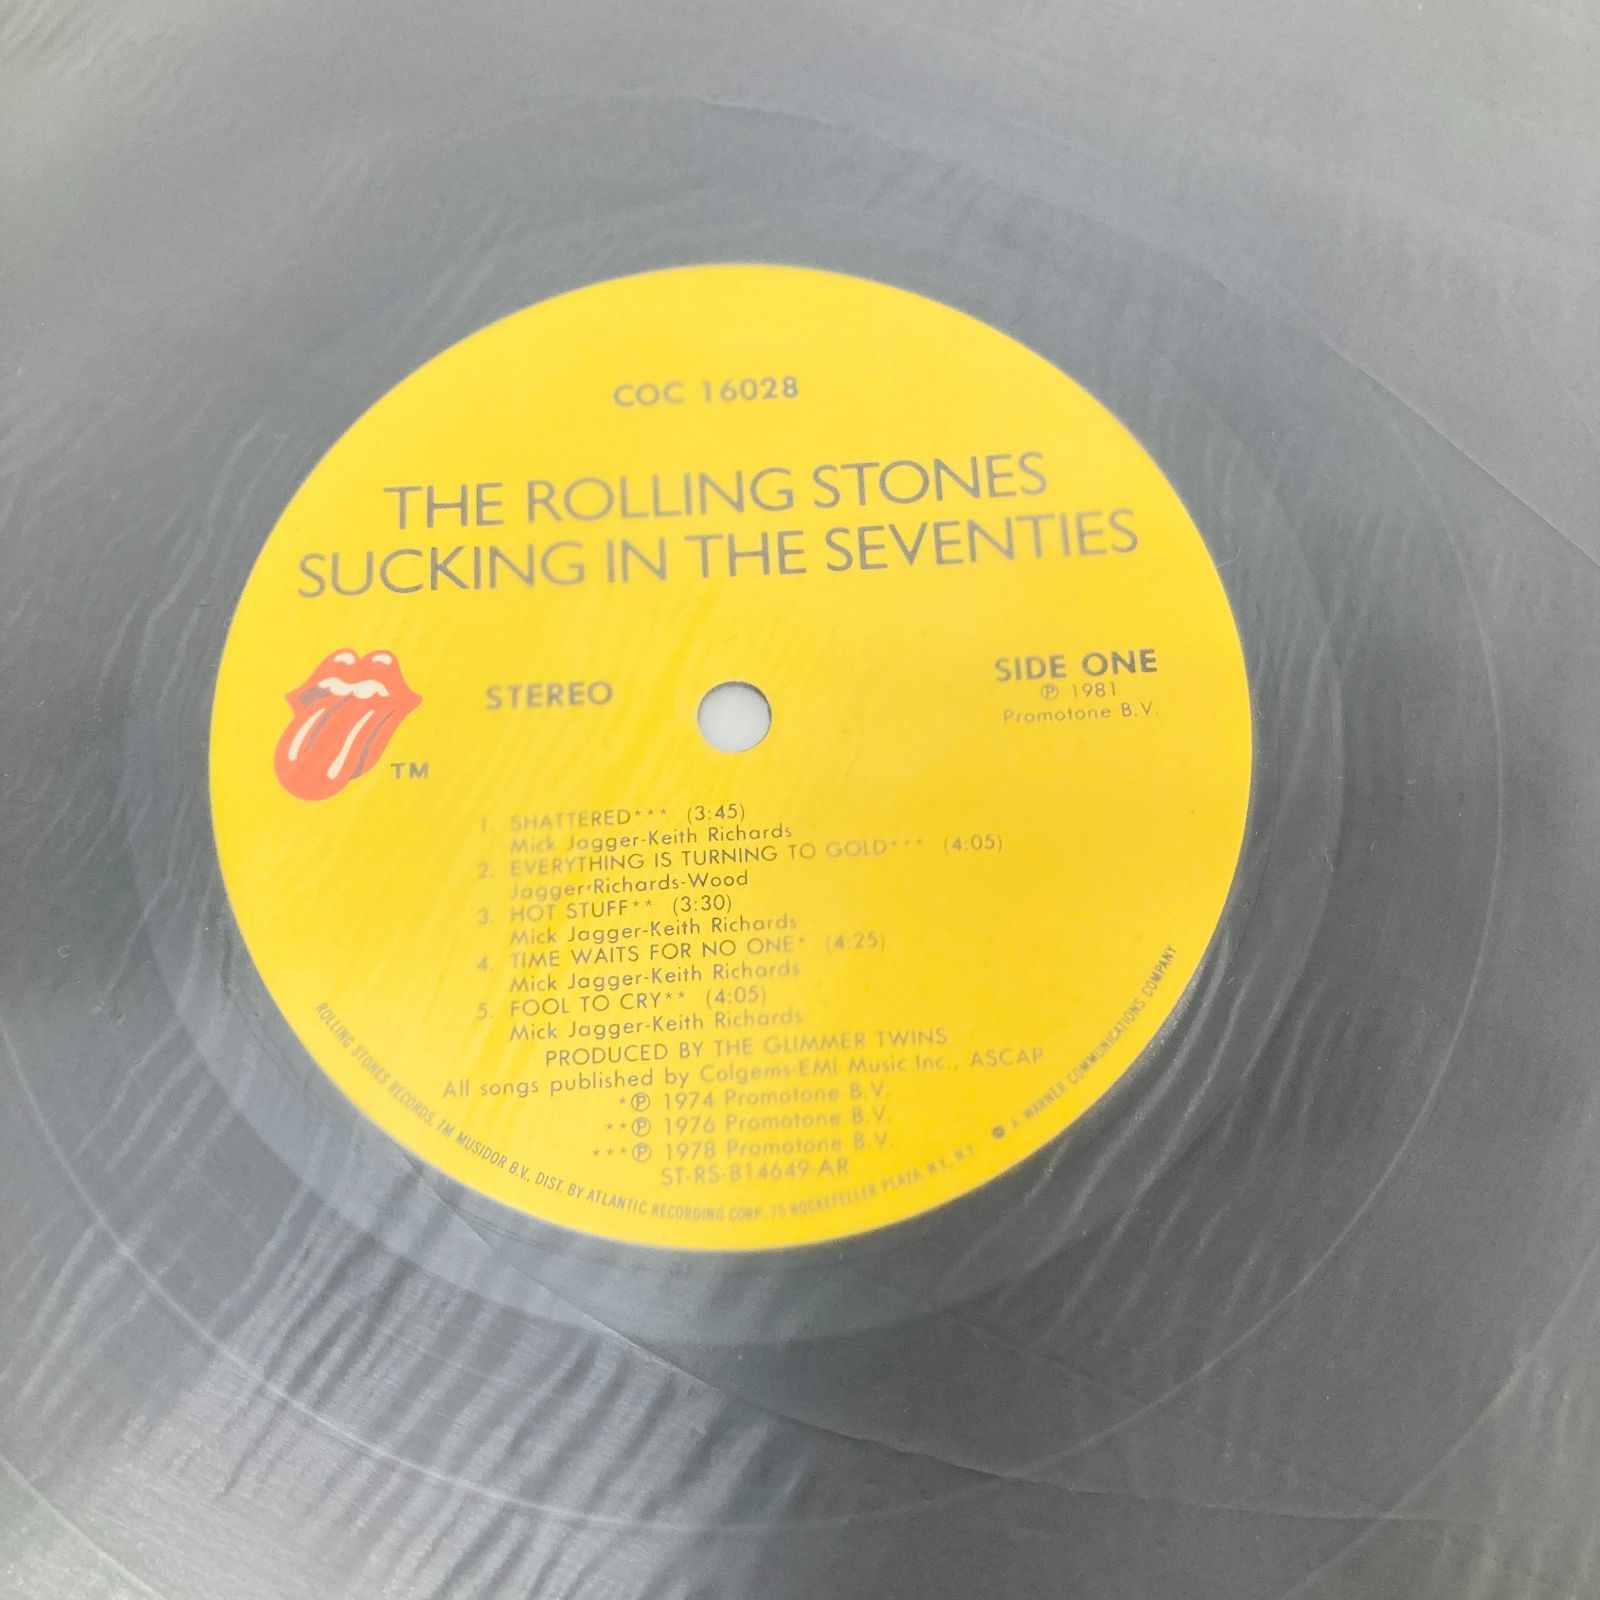 COC 16028
THE ROLLING STONES
SUCKING IN THE SEVENTIES
STEREO
SIDE ONE
℗ 1981
Promotone B.V.
TM
1. SHATTERED*** (3:45)
Mick Jagger-Keith Richards
2. EVERYTHING IS TURNING TO GOLD*** (4:05)
Jagger-Richards-Wood
3. HOT STUFF** (3:30)
Mick Jagger-Keith Richards
4. TIME WAITS FOR NO ONE* (4:25)
Mick Jagger-Keith Richards
5. FOOL TO CRY** (4:05)
Mick Jagger-Keith Richards
PRODUCED BY THE GLIMMER TWINS
All songs published by Colgems-EMI Music Inc., ASCAP
*℗ 1974 Promotone B.V.
**℗ 1976 Promotone B.V.
***℗ 1978 Promotone B.V.
ST-RS-814649-AR
ROLLING STONES RECORDS, TM MUSIDOR B.V., DIST. BY ATLANTIC RECORDING CORP., 75 ROCKEFELLER PLAZA, N.Y., N.Y. A WARNER COMMUNICATIONS COMPANY